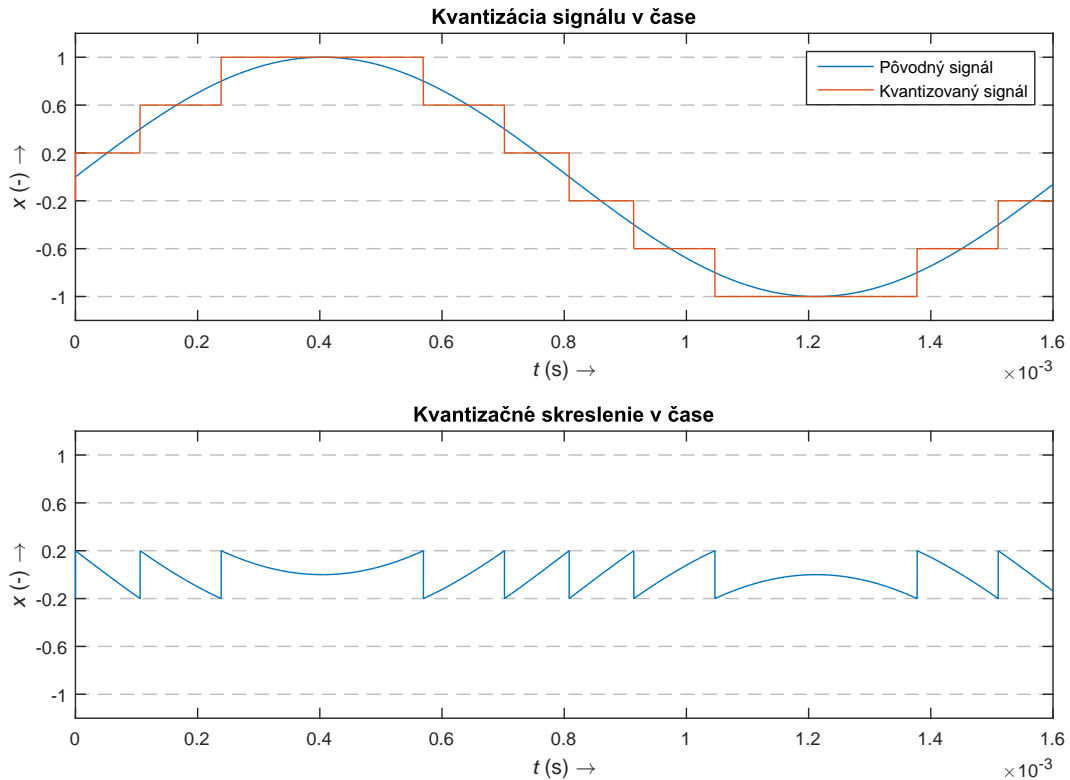 Kvantizácia signálu v čase
x (-) →
1
0.6
0.2
-0.2
-0.6
-1
Pôvodný signál
Kvantizovaný signál
0 0.2 0.4 0.6 0.8 1 1.2 1.4 1.6
t (s) →
×10⁻³
Kvantizačné skreslenie v čase
x (-) →
1
0.6
0.2
-0.2
-0.6
-1
0 0.2 0.4 0.6 0.8 1 1.2 1.4 1.6
t (s) →
×10⁻³